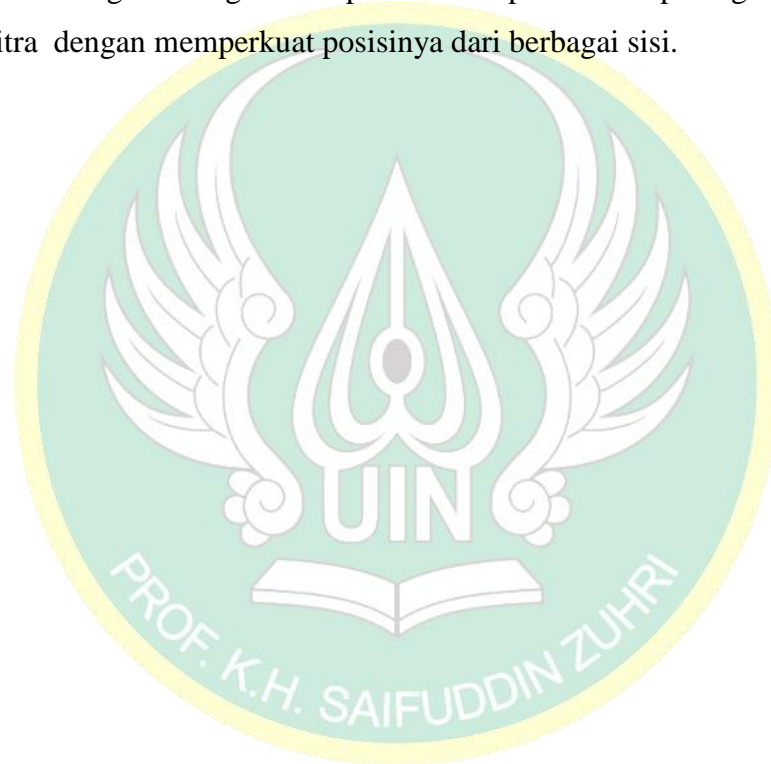 itra dengan memperkuat posisinya dari berbagai sisi.
UIN
PROF. K.H. SAIFUDDIN ZUHRI